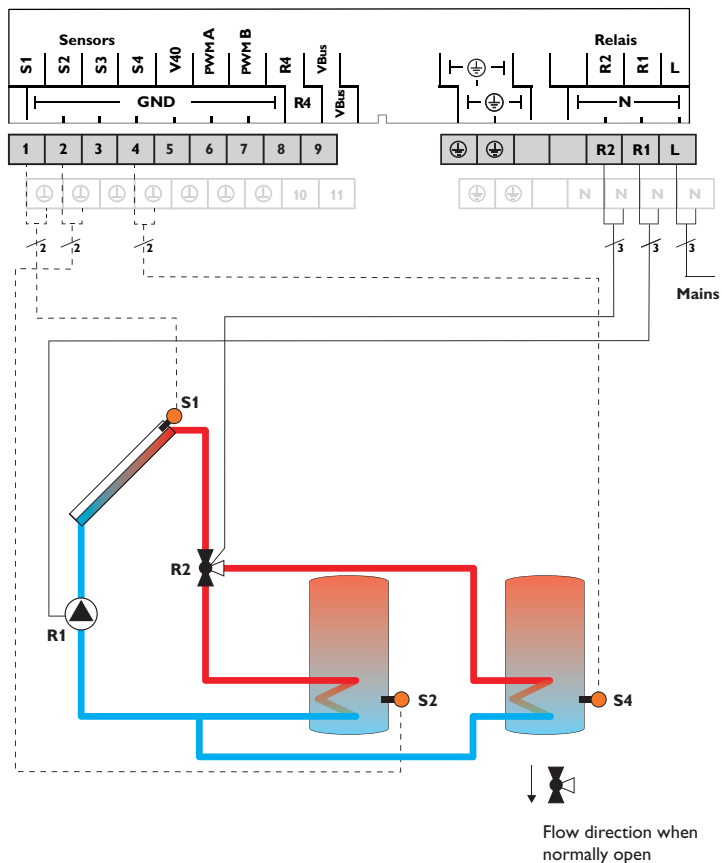 Sensors
Relais
S1 S2 S3 S4 V40 PWM A PWM B R4 VBus
R2 R1 L
GND R4 VBus
N
1 2 3 4 5 6 7 8 9
R2 R1 L
10 11
N N N
2 2 2
3 3 3
Mains
S1
R2
R1
S2
S4
Flow direction when
normally open